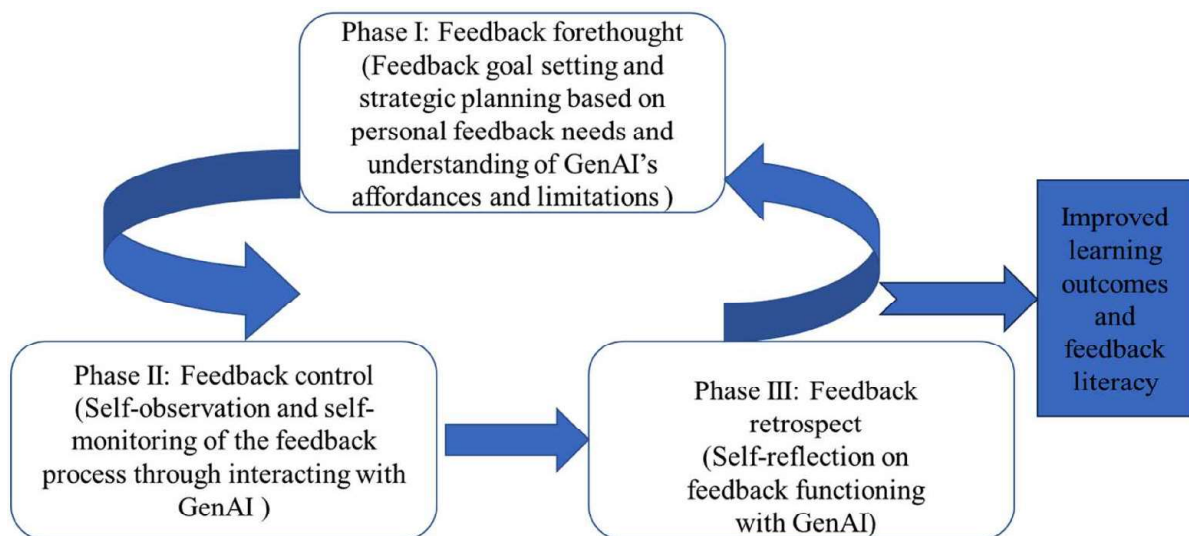 Phase I: Feedback forethought
(Feedback goal setting and
strategic planning based on
personal feedback needs and
understanding of GenAI’s
affordances and limitations )
Phase II: Feedback control
(Self-observation and self-
monitoring of the feedback
process through interacting with
GenAI )
Phase III: Feedback
retrospect
(Self-reflection on
feedback functioning
with GenAI)
Improved
learning
outcomes
and
feedback
literacy